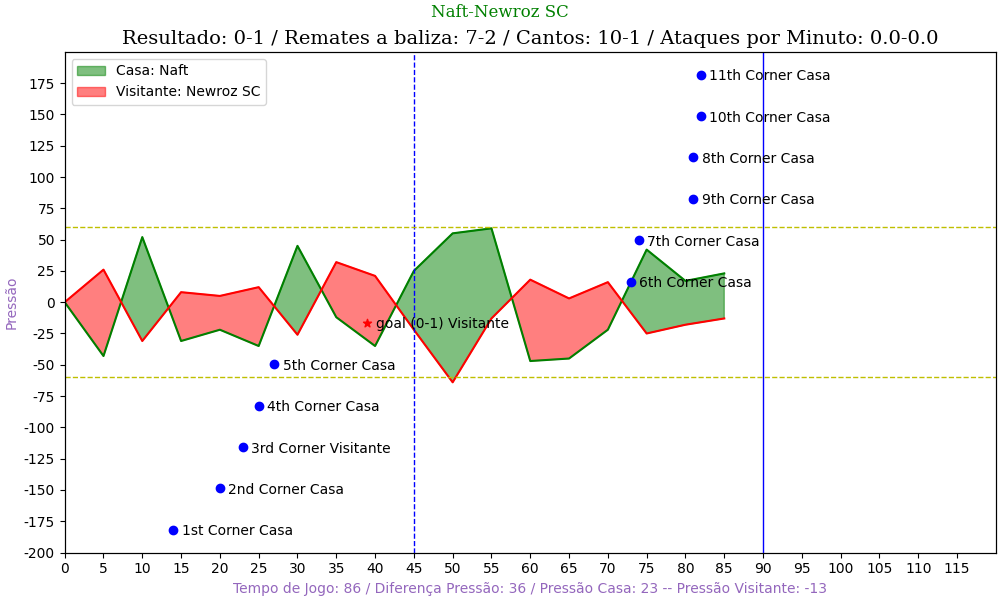 Naft-Newroz SC
Resultado: 0-1 / Remates a baliza: 7-2 / Cantos: 10-1 / Ataques por Minuto: 0.0-0.0
Casa: Naft
Visitante: Newroz SC
11th Corner Casa
10th Corner Casa
8th Corner Casa
9th Corner Casa
7th Corner Casa
6th Corner Casa
goal (0-1) Visitante
5th Corner Casa
4th Corner Casa
3rd Corner Visitante
2nd Corner Casa
1st Corner Casa
Pressão
175
150
125
100
75
50
25
0
-25
-50
-75
-100
-125
-150
-175
-200
0 5 10 15 20 25 30 35 40 45 50 55 60 65 70 75 80 85 90 95 100 105 110 115
Tempo de Jogo: 86 / Diferença Pressão: 36 / Pressão Casa: 23 -- Pressão Visitante: -13